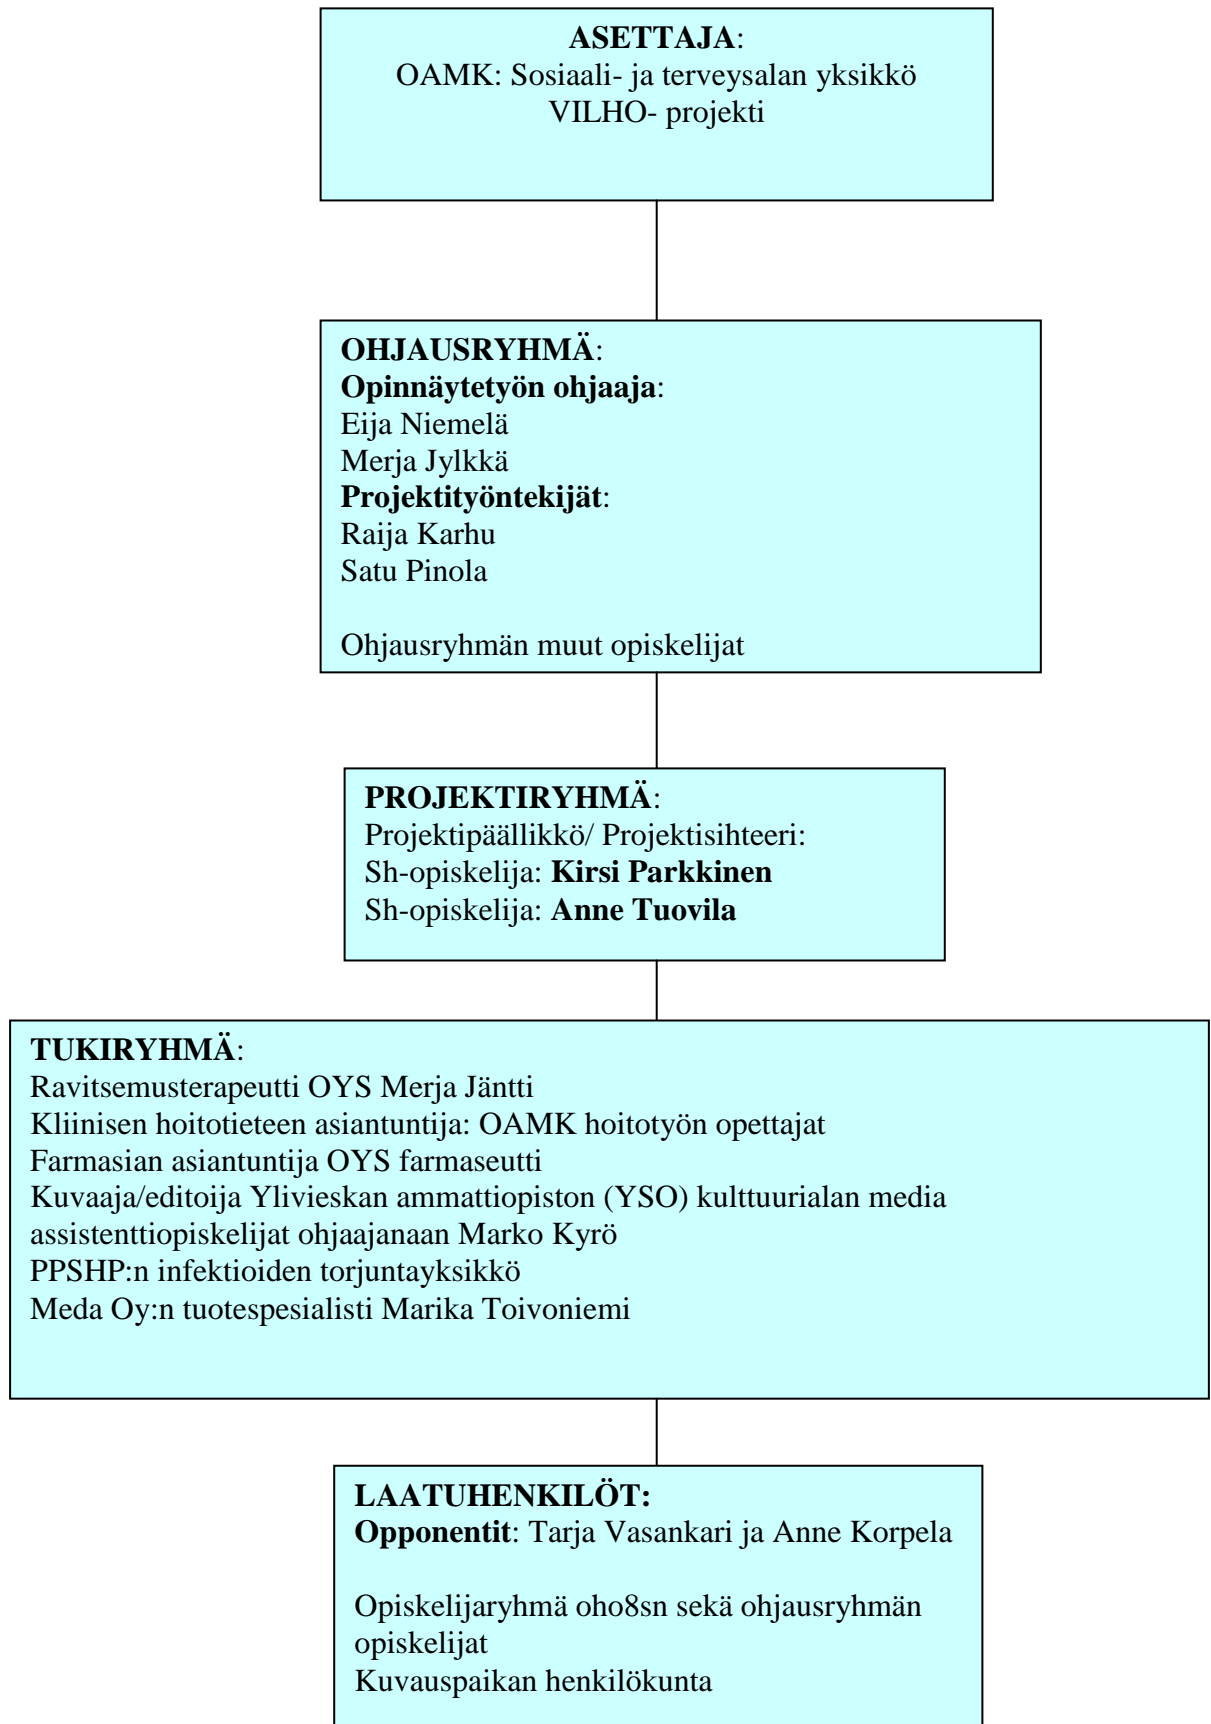 ASETTAJA:
OAMK: Sosiaali- ja terveysalan yksikkö
VILHO- projekti
OHJAUSRYHMÄ:
Opinnäytetyön ohjaaja:
Eija Niemelä
Merja Jylkkä
Projektityöntekijät:
Raija Karhu
Satu Pinola
Ohjausryhmän muut opiskelijat
PROJEKTIRYHMÄ:
Projektipäällikkö/ Projektisihteeri:
Sh-opiskelija: Kirsi Parkkinen
Sh-opiskelija: Anne Tuovila
TUKIRYHMÄ:
Ravitsemusterapeutti OYS Merja Jäntti
Kliinisen hoitotieteen asiantuntija: OAMK hoitotyön opettajat
Farmasian asiantuntija OYS farmaseutti
Kuvaaja/editoija Ylivieskan ammattiopiston (YSO) kulttuurialan media
assistenttiopiskelijat ohjaajanaan Marko Kyrö
PPSHP:n infektioiden torjuntayksikkö
Meda Oy:n tuotespesialisti Marika Toivoniemi
LAATUHENKILÖT:
Opponentit: Tarja Vasankari ja Anne Korpela
Opiskelijaryhmä oho8sn sekä ohjausryhmän
opiskelijat
Kuvauspaikan henkilökunta